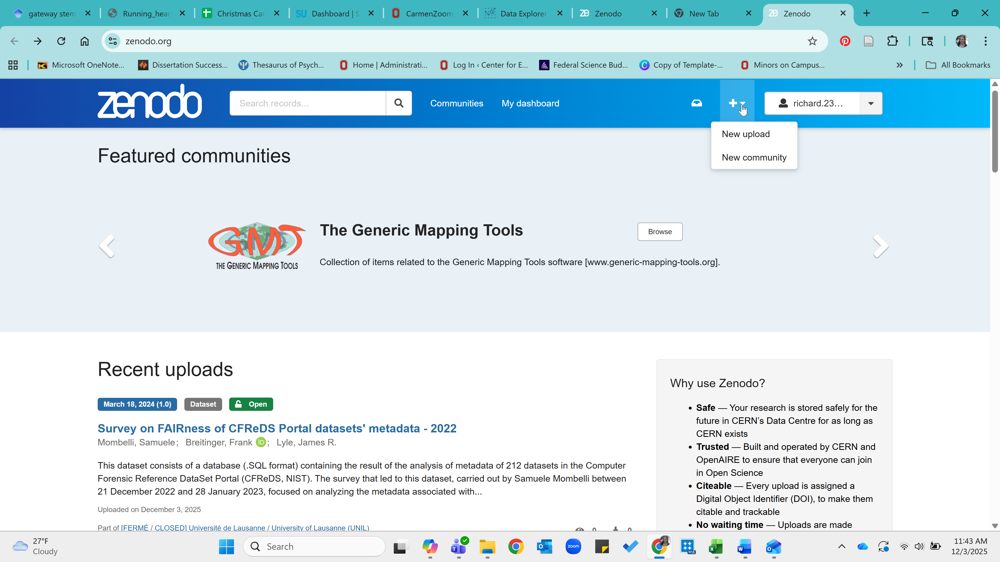 gateway stem
Running_head
Christmas Car
Dashboard | S
CarmenZoom
Data Explorer
Zenodo
New Tab
Zenodo
zenodo.org
Microsoft OneNote...
Dissertation Success...
Thesaurus of Psych...
Home | Administrati...
Log In ‹ Center for E...
Federal Science Bud...
Copy of Template-...
Minors on Campus...
All Bookmarks
zenodo
Search records...
Communities
My dashboard
richard.23...
New upload
New community
Featured communities
GMT
THE GENERIC MAPPING TOOLS
The Generic Mapping Tools
Browse
Collection of items related to the Generic Mapping Tools software [www.generic-mapping-tools.org].
Recent uploads
March 18, 2024 (1.0)
Dataset
Open
Survey on FAIRness of CFReDS Portal datasets' metadata - 2022
Mombelli, Samuele; Breitinger, Frank iD; Lyle, James R.
This dataset consists of a database (.SQL format) containing the result of the analysis of metadata of 212 datasets in the Computer
Forensic Reference DataSet Portal (CFReDS, NIST). The survey that led to this dataset, carried out by Samuele Mombelli between
21 December 2022 and 28 January 2023, focused on analyzing the metadata associated with...
Uploaded on December 3, 2025
Part of [FERMÉ / CLOSED] Université de Lausanne / University of Lausanne (UNIL)
0
0
Why use Zenodo?
• Safe — Your research is stored safely for the
future in CERN's Data Centre for as long as
CERN exists
• Trusted — Built and operated by CERN and
OpenAIRE to ensure that everyone can join
in Open Science
• Citeable — Every upload is assigned a
Digital Object Identifier (DOI), to make them
citable and trackable
• No waiting time — Uploads are made
27°F
Cloudy
Search
zoom
N15
11:43 AM
12/3/2025